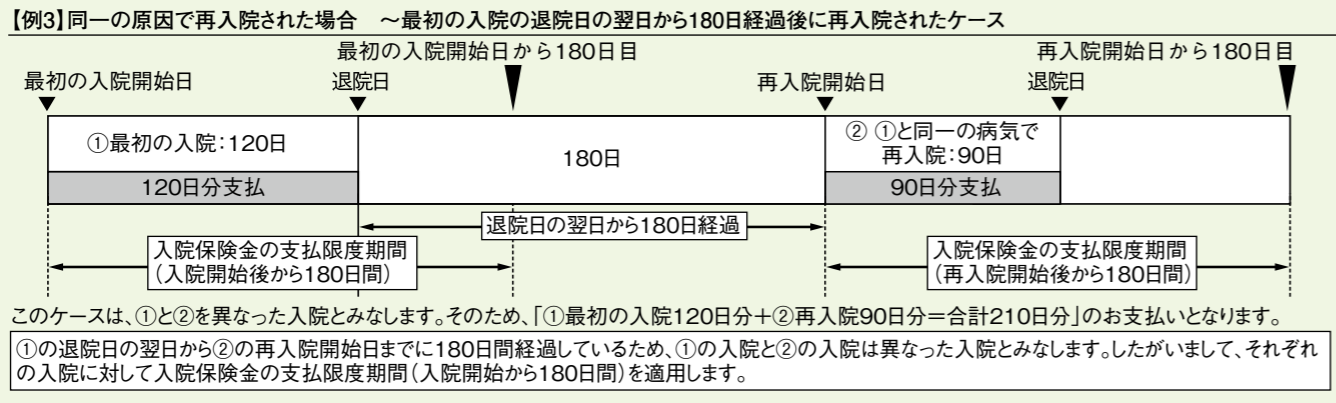 【例3】同一の原因で再入院された場合　～最初の入院の退院日の翌日から180日経過後に再入院されたケース
最初の入院開始日から180日目
再入院開始日から180日目
最初の入院開始日
退院日
再入院開始日
退院日
①最初の入院：120日
180日
② ①と同一の病気で
再入院：90日
120日分支払
90日分支払
退院日の翌日から180日経過
入院保険金の支払限度期間
（入院開始後から180日間）
入院保険金の支払限度期間
（再入院開始後から180日間）
このケースは、①と②を異なった入院とみなします。そのため、「①最初の入院120日分＋②再入院90日分＝合計210日分」のお支払いとなります。
①の退院日の翌日から②の再入院開始日までに180日間経過しているため、①の入院と②の入院は異なった入院とみなします。したがいまして、それぞれ
の入院に対して入院保険金の支払限度期間（入院開始から180日間）を適用します。